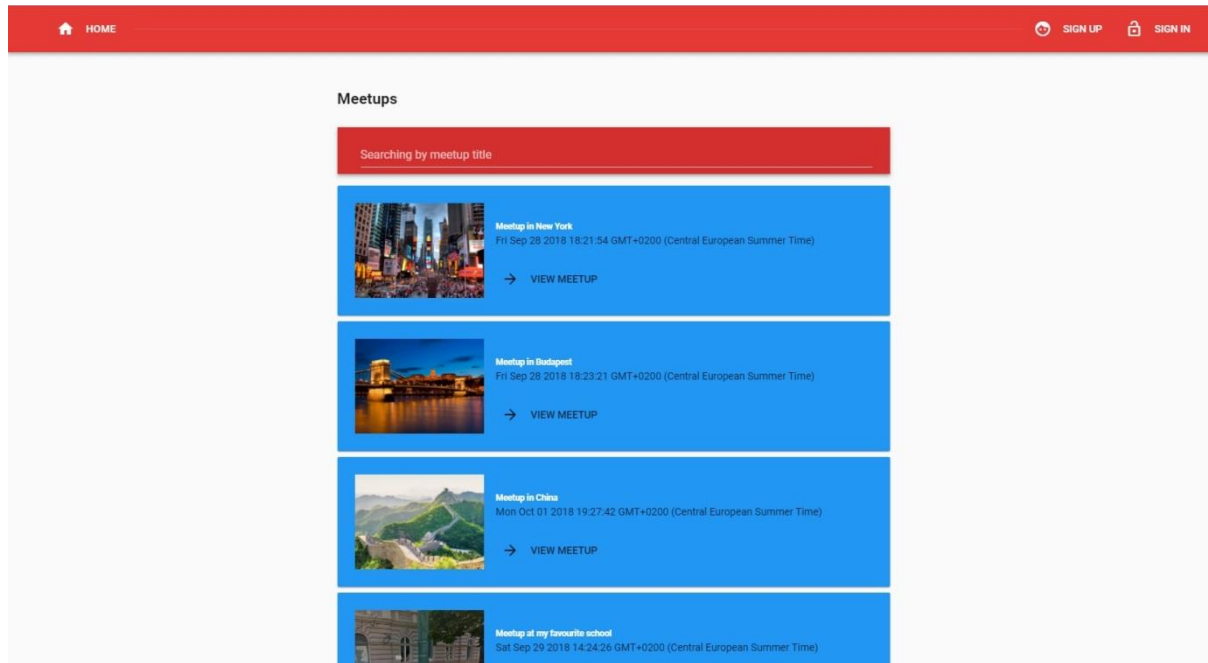 HOME
SIGN UP
SIGN IN
Meetups
Searching by meetup title
Meetup in New York
Fri Sep 28 2018 18:21:54 GMT+0200 (Central European Summer Time)
VIEW MEETUP
Meetup in Budapest
Fri Sep 28 2018 18:23:21 GMT+0200 (Central European Summer Time)
VIEW MEETUP
Meetup in China
Mon Oct 01 2018 19:27:42 GMT+0200 (Central European Summer Time)
VIEW MEETUP
Meetup at my favourite school
Sat Sep 29 2018 14:24:26 GMT+0200 (Central European Summer Time)